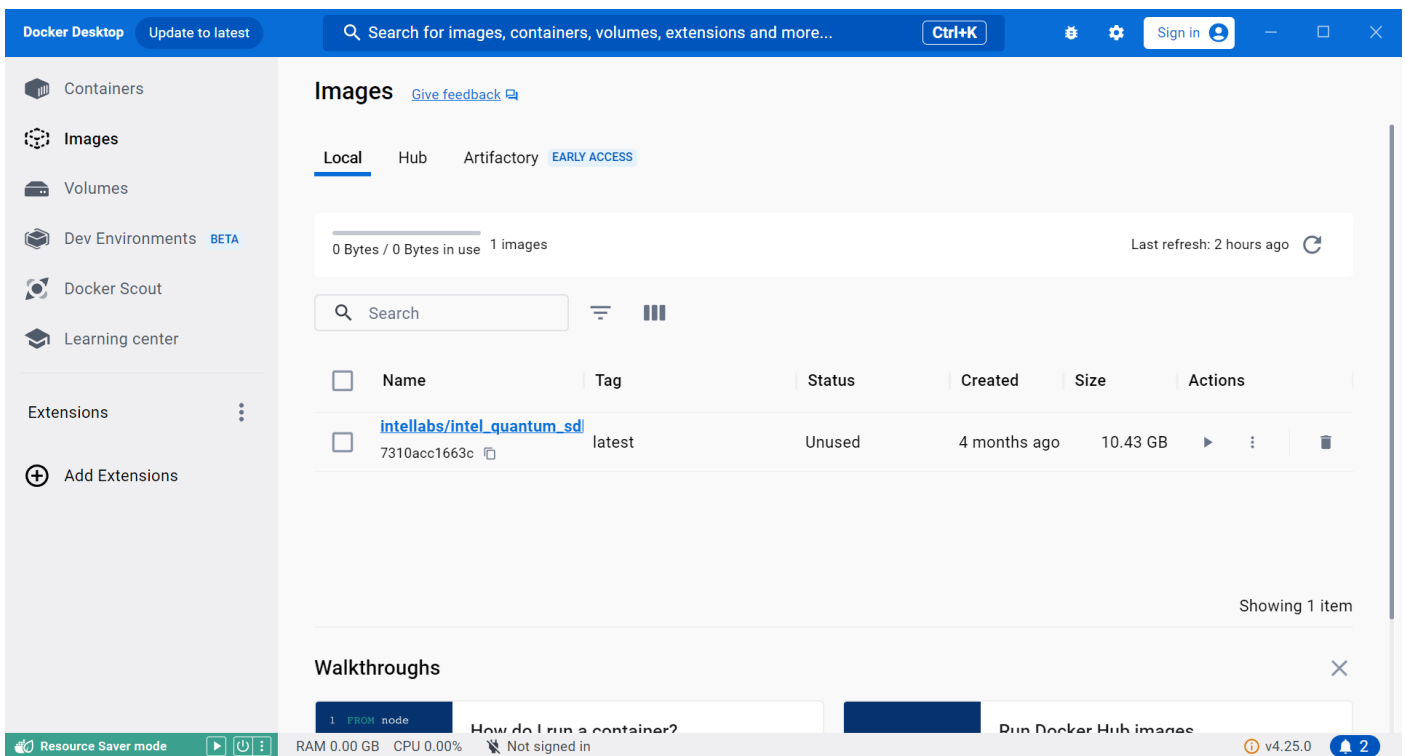 Docker Desktop Update to latest Search for images, containers, volumes, extensions and more... Ctrl+K Sign in
Containers
Images
Volumes
Dev Environments BETA
Docker Scout
Learning center
Extensions
Add Extensions
Images Give feedback
Local Hub Artifactory EARLY ACCESS
0 Bytes / 0 Bytes in use 1 images Last refresh: 2 hours ago
Search
Name Tag Status Created Size Actions
intellabs/intel_quantum_sd
7310acc1663c latest Unused 4 months ago 10.43 GB
Showing 1 item
Walkthroughs
1 FROM node
How do I run a container? Run Docker Hub images
Resource Saver mode RAM 0.00 GB CPU 0.00% Not signed in v4.25.0 2